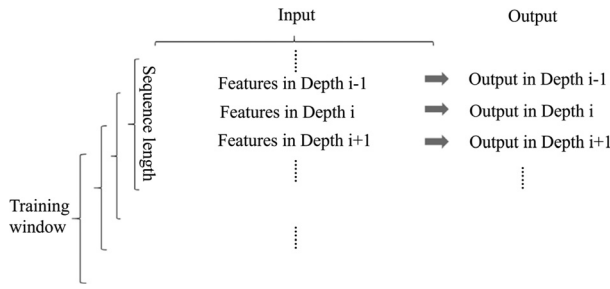 Input
Output
Sequence length
Features in Depth i-1
Output in Depth i-1
Features in Depth i
Output in Depth i
Features in Depth i+1
Output in Depth i+1
Training
window